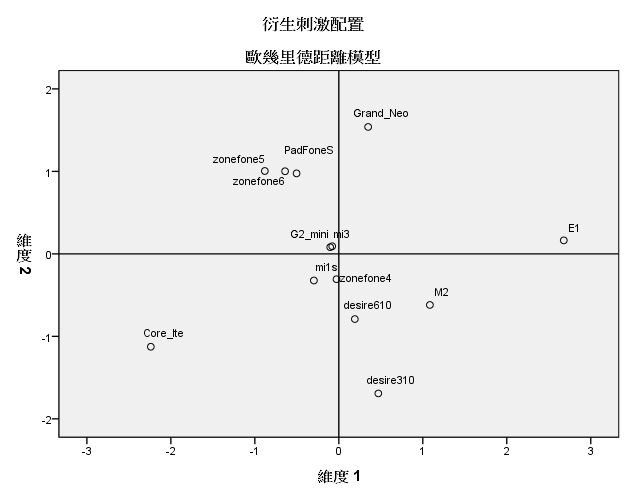 衍生刺激配置
歐幾里德距離模型
2
Grand_Neo
PadFoneS
zonefone5
1
zonefone6
G2_mini mi3
E1
維度 2
0
mi1s
zonefone4
M2
desire610
Core_lte
-1
desire310
-2
-3 -2 -1 0 1 2 3
維度 1